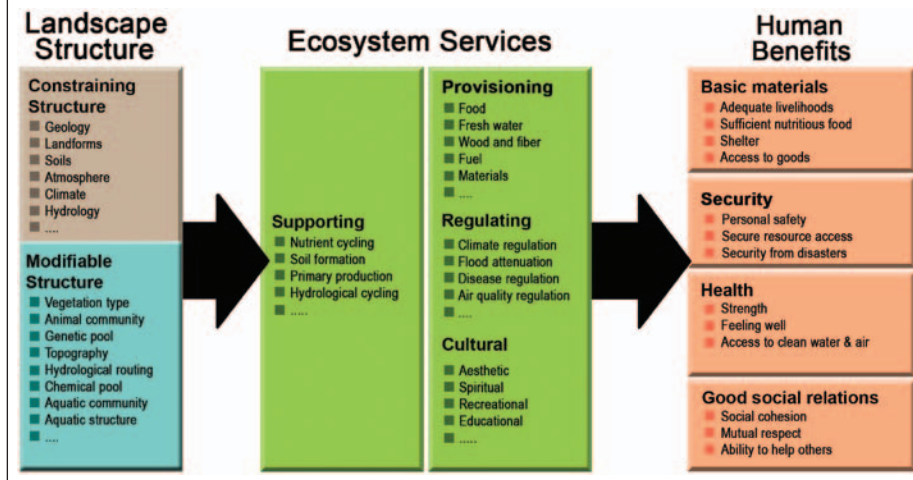 Landscape
Structure
Constraining
Structure
Geology
Landforms
Soils
Atmosphere
Climate
Hydrology
....
Modifiable
Structure
Vegetation type
Animal community
Genetic pool
Topography
Hydrological routing
Chemical pool
Aquatic community
Aquatic structure
....
Ecosystem Services
Supporting
Nutrient cycling
Soil formation
Primary production
Hydrological cycling
.....
Provisioning
Food
Fresh water
Wood and fiber
Fuel
Materials
....
Regulating
Climate regulation
Flood attenuation
Disease regulation
Air quality regulation
....
Cultural
Aesthetic
Spiritual
Recreational
Educational
.....
Human
Benefits
Basic materials
Adequate livelihoods
Sufficient nutritious food
Shelter
Access to goods
Security
Personal safety
Secure resource access
Security from disasters
Health
Strength
Feeling well
Access to clean water & air
Good social relations
Social cohesion
Mutual respect
Ability to help others